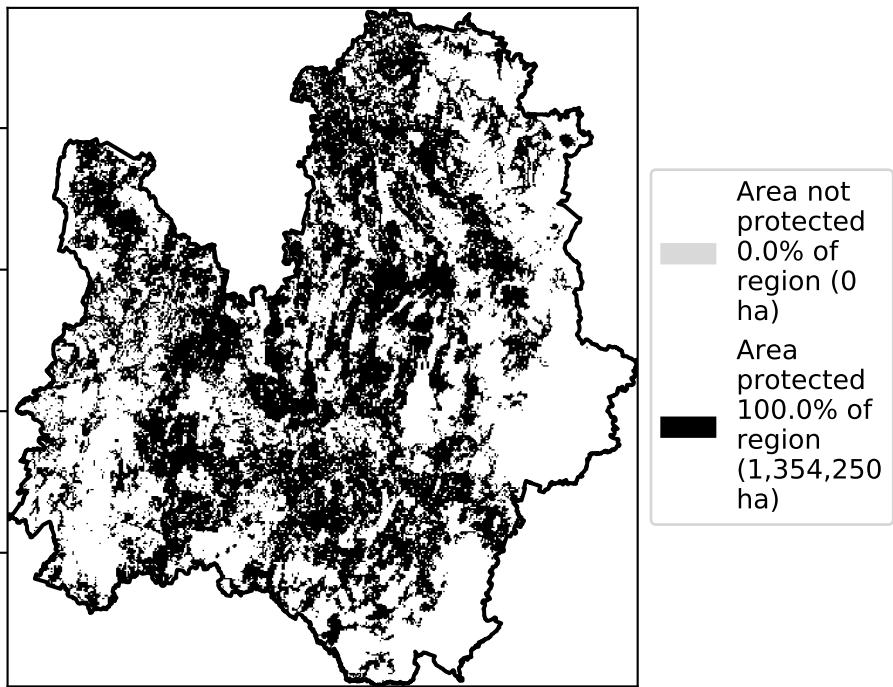 Area not
protected
0.0% of
region (0
ha)
Area
protected
100.0% of
region
(1,354,250
ha)